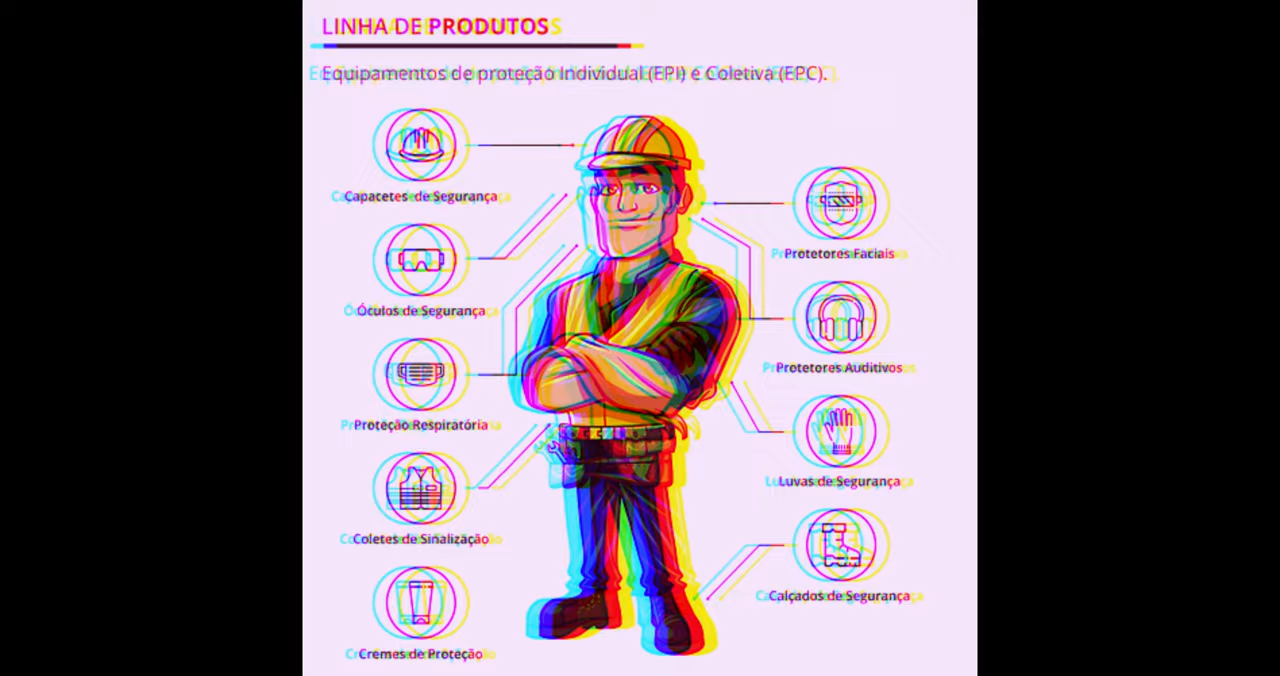 LINHA DE PRODUTOS
Equipamentos de proteção Individual (EPI) e Coletiva (EPC).
Capacetes de Segurança
Óculos de Segurança
Proteção Respiratória
Coletes de Sinalização
Cremes de Proteção
Protetores Faciais
Protetores Auditivos
Luvas de Segurança
Calçados de Segurança